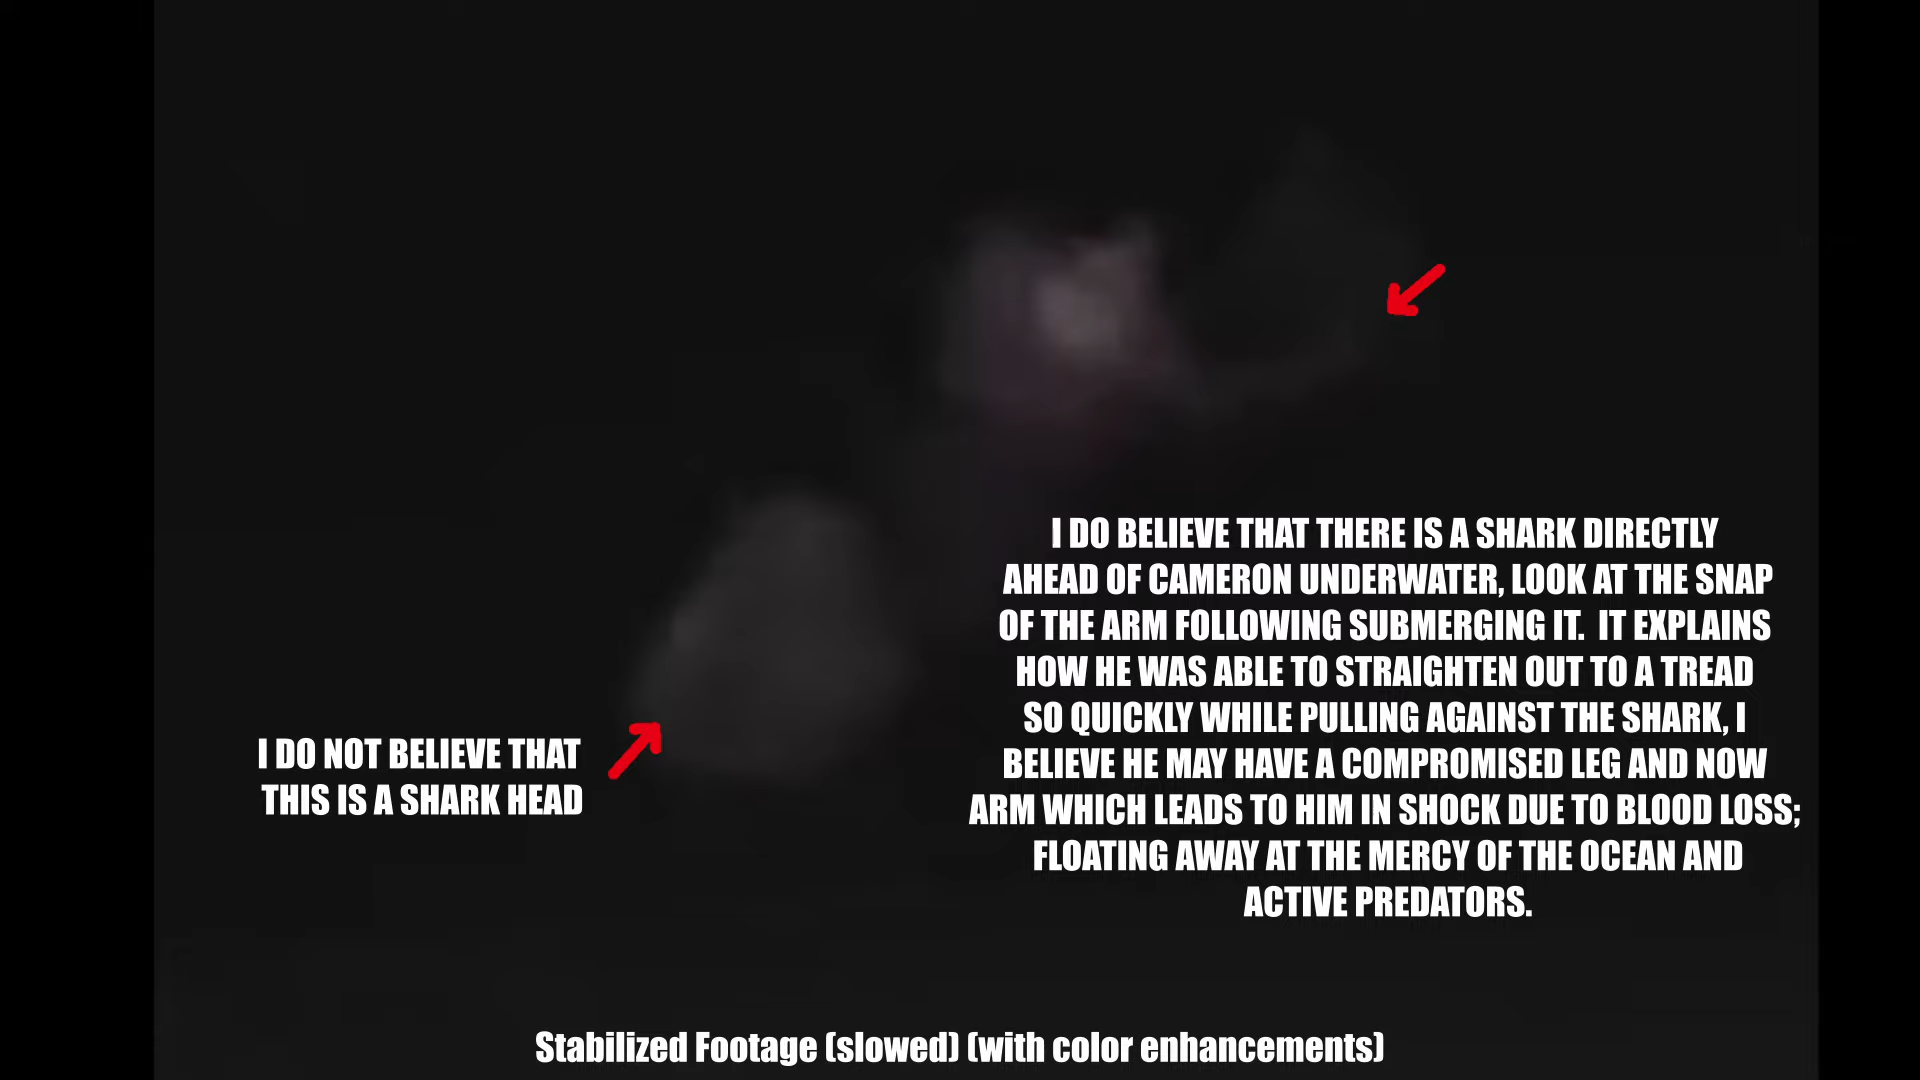 I DO BELIEVE THAT THERE IS A SHARK DIRECTLY
AHEAD OF CAMERON UNDERWATER, LOOK AT THE SNAP
OF THE ARM FOLLOWING SUBMERGING IT.  IT EXPLAINS
HOW HE WAS ABLE TO STRAIGHTEN OUT TO A TREAD
SO QUICKLY WHILE PULLING AGAINST THE SHARK, I
BELIEVE HE MAY HAVE A COMPROMISED LEG AND NOW
ARM WHICH LEADS TO HIM IN SHOCK DUE TO BLOOD LOSS;
FLOATING AWAY AT THE MERCY OF THE OCEAN AND
ACTIVE PREDATORS.
I DO NOT BELIEVE THAT
THIS IS A SHARK HEAD
Stabilized Footage (slowed) (with color enhancements)